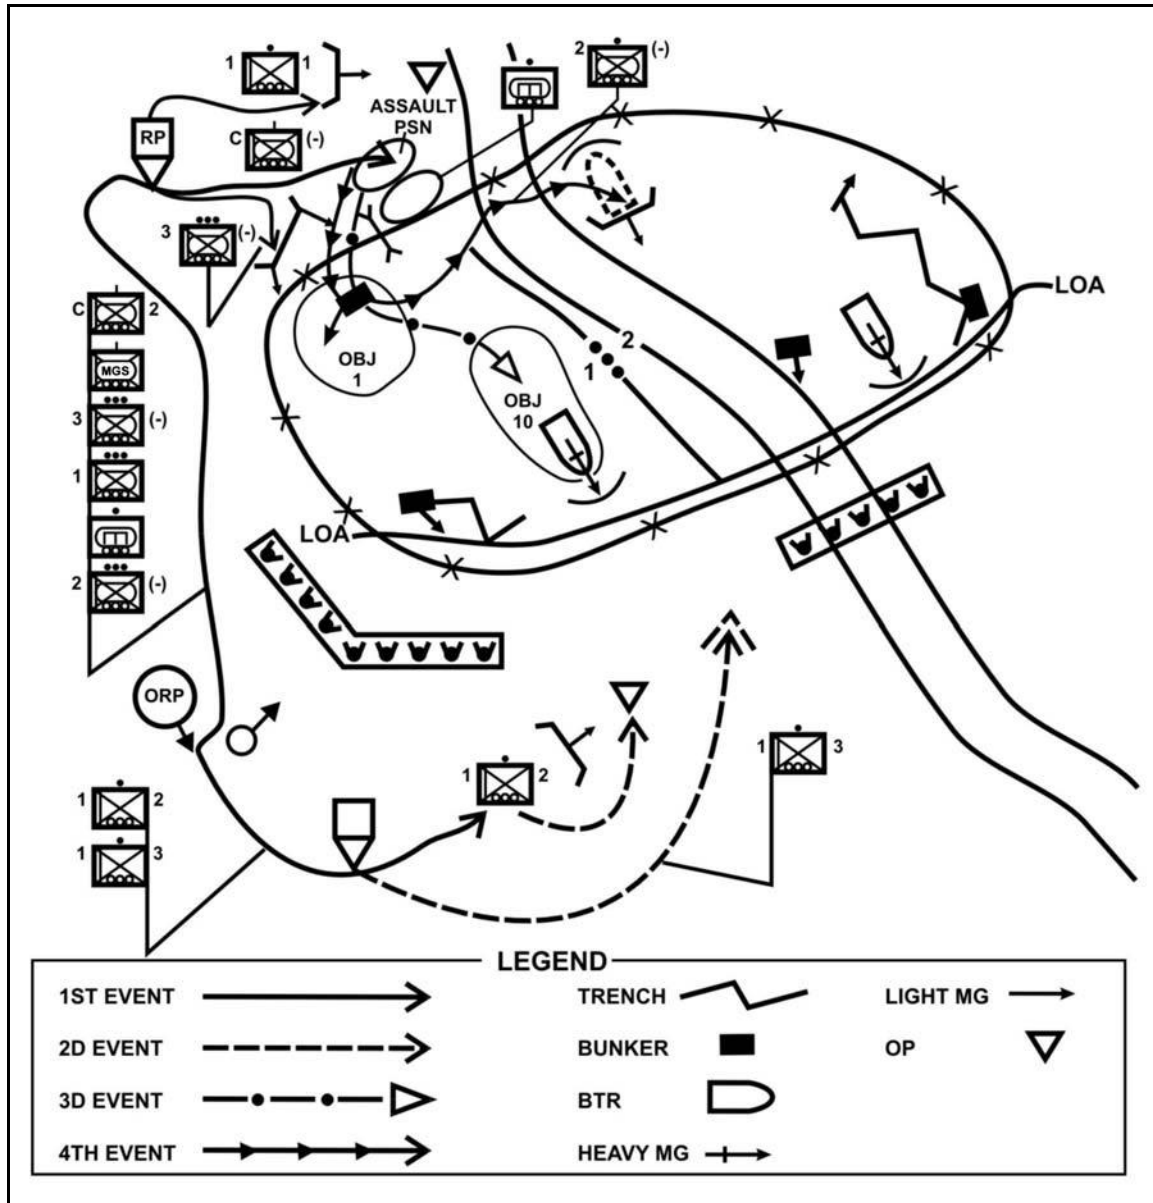 1 1
2 (-)
ASSAULT
PSN
RP
C (-)
3 (-)
LOA
C 2
MGS
3 (-)
1
2 (-)
OBJ
1
2
1
OBJ
10
LOA
ORP
1 2
1 3
1 2
1 3
LEGEND
1ST EVENT
2D EVENT
3D EVENT
4TH EVENT
TRENCH
BUNKER
BTR
HEAVY MG
LIGHT MG
OP